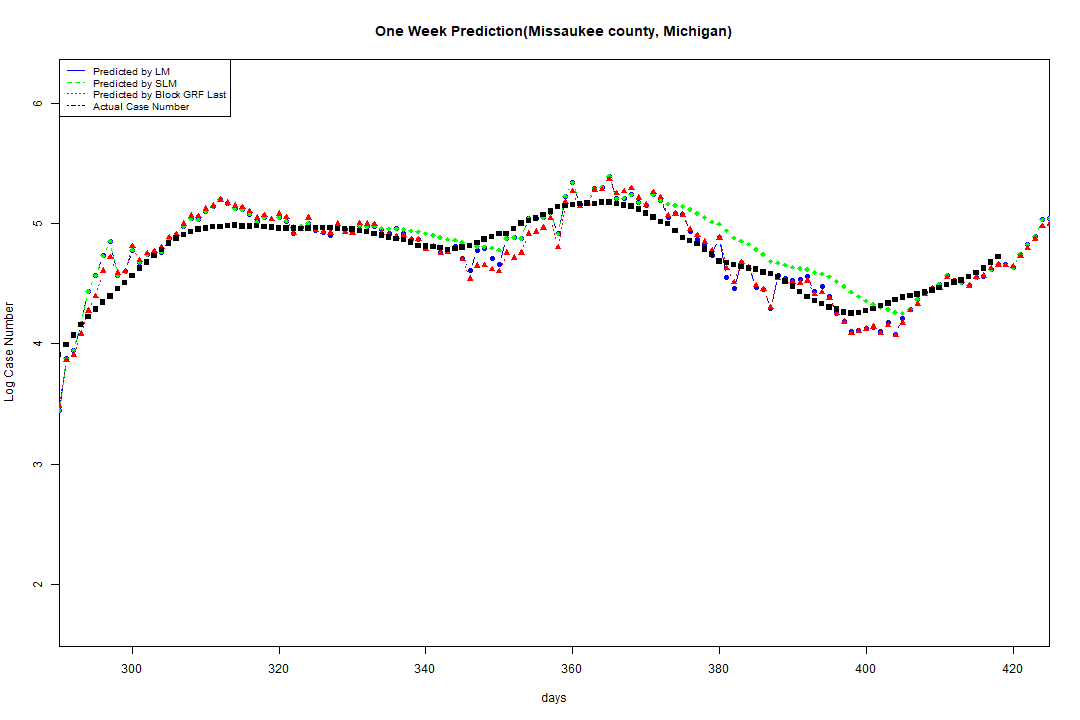 One Week Prediction(Missaukee county, Michigan)
Predicted by LM
Predicted by SLM
Predicted by Block GRF Last
Actual Case Number
6
5
4
3
2
Log Case Number
300 320 340 360 380 400 420
days